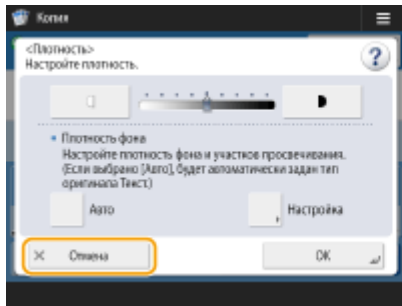 Копия
<Плотность>
Настройте плотность.
?
Плотность фона
Настройте плотность фона и участков просвечивания.
(Если выбрано [Авто], будет автоматически задан тип
оригинала Текст.)
Авто
Настройка
× Отмена
OK